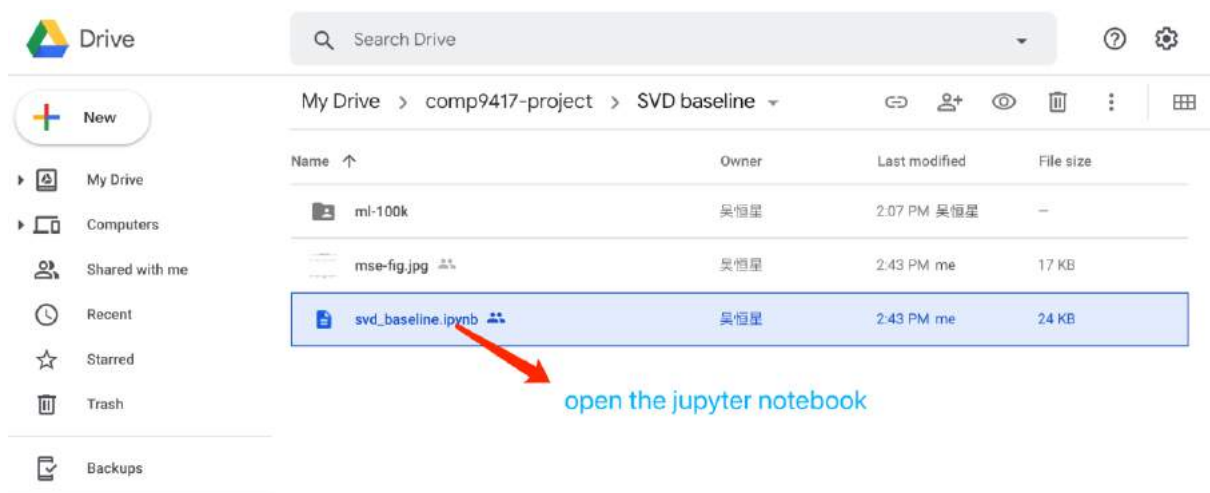 Drive
Search Drive
My Drive > comp9417-project > SVD baseline
New
Name Owner Last modified File size
My Drive
ml-100k 吴恒星 2:07 PM 吴恒星 —
Computers
mse-fig.jpg 吴恒星 2:43 PM me 17 KB
Shared with me
svd_baseline.ipynb 吴恒星 2:43 PM me 24 KB
Recent
Starred
open the jupyter notebook
Trash
Backups